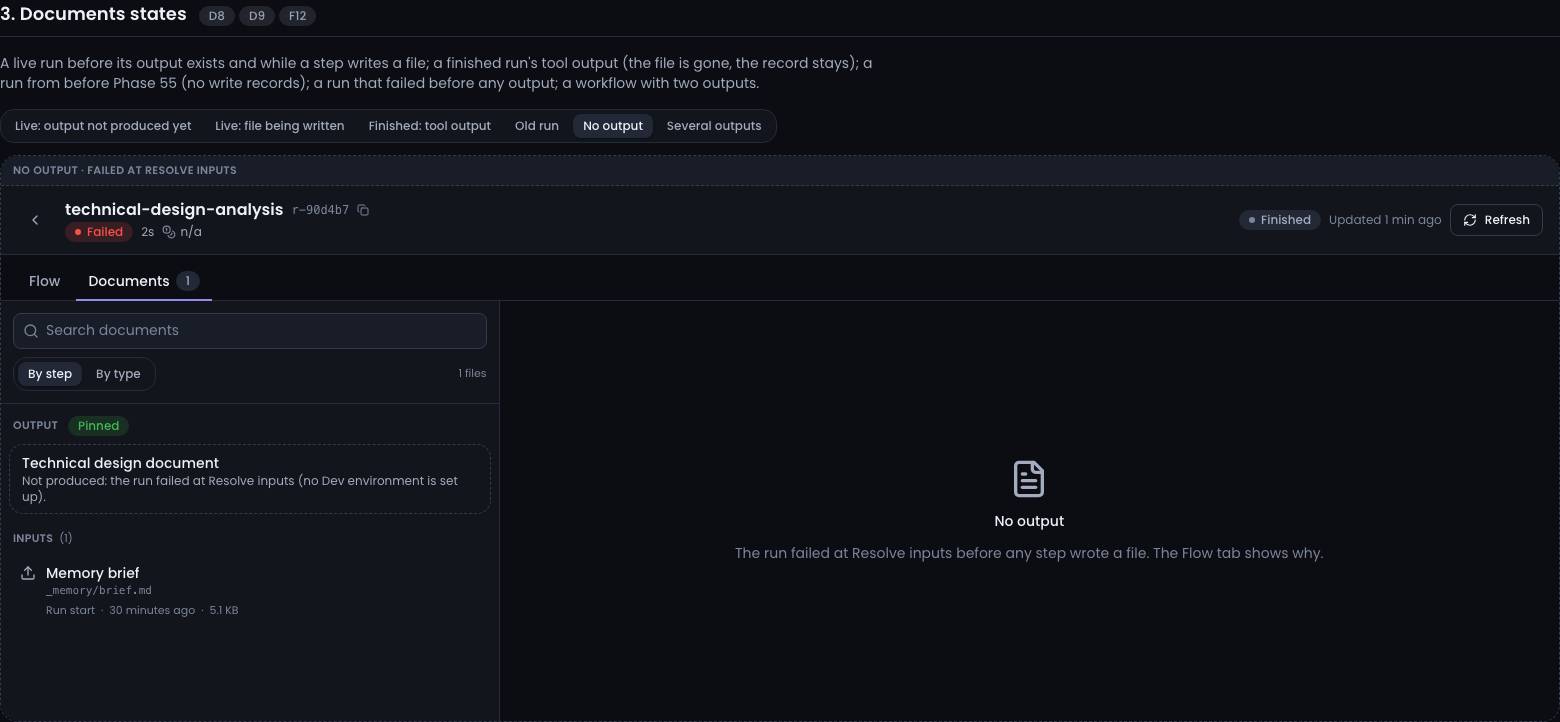 3. Documents states D8 D9 F12
A live run before its output exists and while a step writes a file; a finished run's tool output (the file is gone, the record stays); a
run from before Phase 55 (no write records); a run that failed before any output; a workflow with two outputs.
Live: output not produced yet Live: file being written Finished: tool output Old run No output Several outputs
NO OUTPUT · FAILED AT RESOLVE INPUTS
technical-design-analysis r-90d4b7
Failed 2s n/a
Finished Updated 1 min ago Refresh
Flow Documents 1
Search documents
By step By type 1 files
OUTPUT Pinned
Technical design document
Not produced: the run failed at Resolve inputs (no Dev environment is set
up).
INPUTS (1)
Memory brief
_memory/brief.md
Run start · 30 minutes ago · 5.1 KB
No output
The run failed at Resolve inputs before any step wrote a file. The Flow tab shows why.